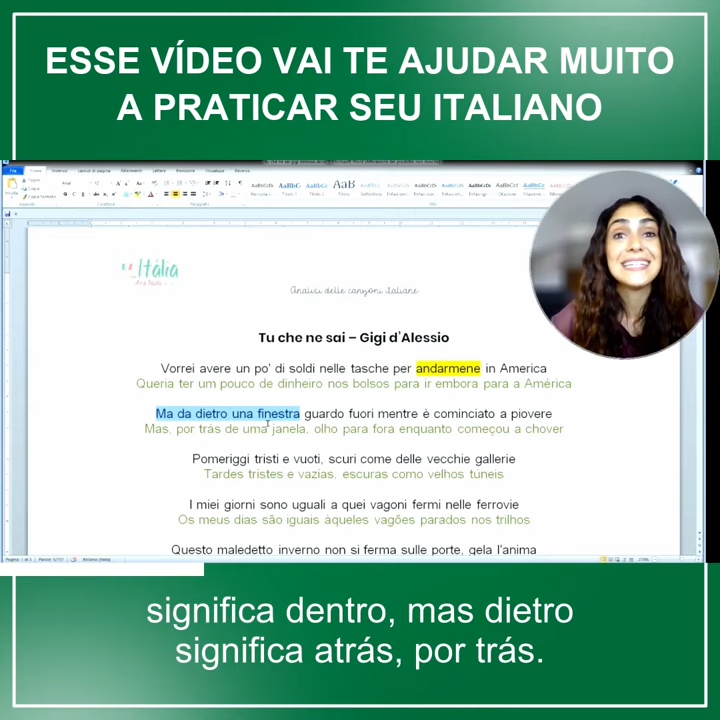 ESSE VÍDEO VAI TE AJUDAR MUITO
A PRATICAR SEU ITALIANO
Itália
Analisi delle canzoni italiane
Tu che ne sai – Gigi d'Alessio
Vorrei avere un po' di soldi nelle tasche per andarmene in America
Queria ter um pouco de dinheiro nos bolsos para ir embora para a América
Ma da dietro una finestra guardo fuori mentre è cominciato a piovere
Mas, por trás de uma janela, olho para fora enquanto começou a chover
Pomeriggi tristi e vuoti, scuri come delle vecchie gallerie
Tardes tristes e vazias, escuras como velhos túneis
I miei giorni sono uguali a quei vagoni fermi nelle ferrovie
Os meus dias são iguais àqueles vagões parados nos trilhos
Questo maledetto inverno non si ferma sulle porte, gela l'anima
significa dentro, mas dietro
significa atrás, por trás.